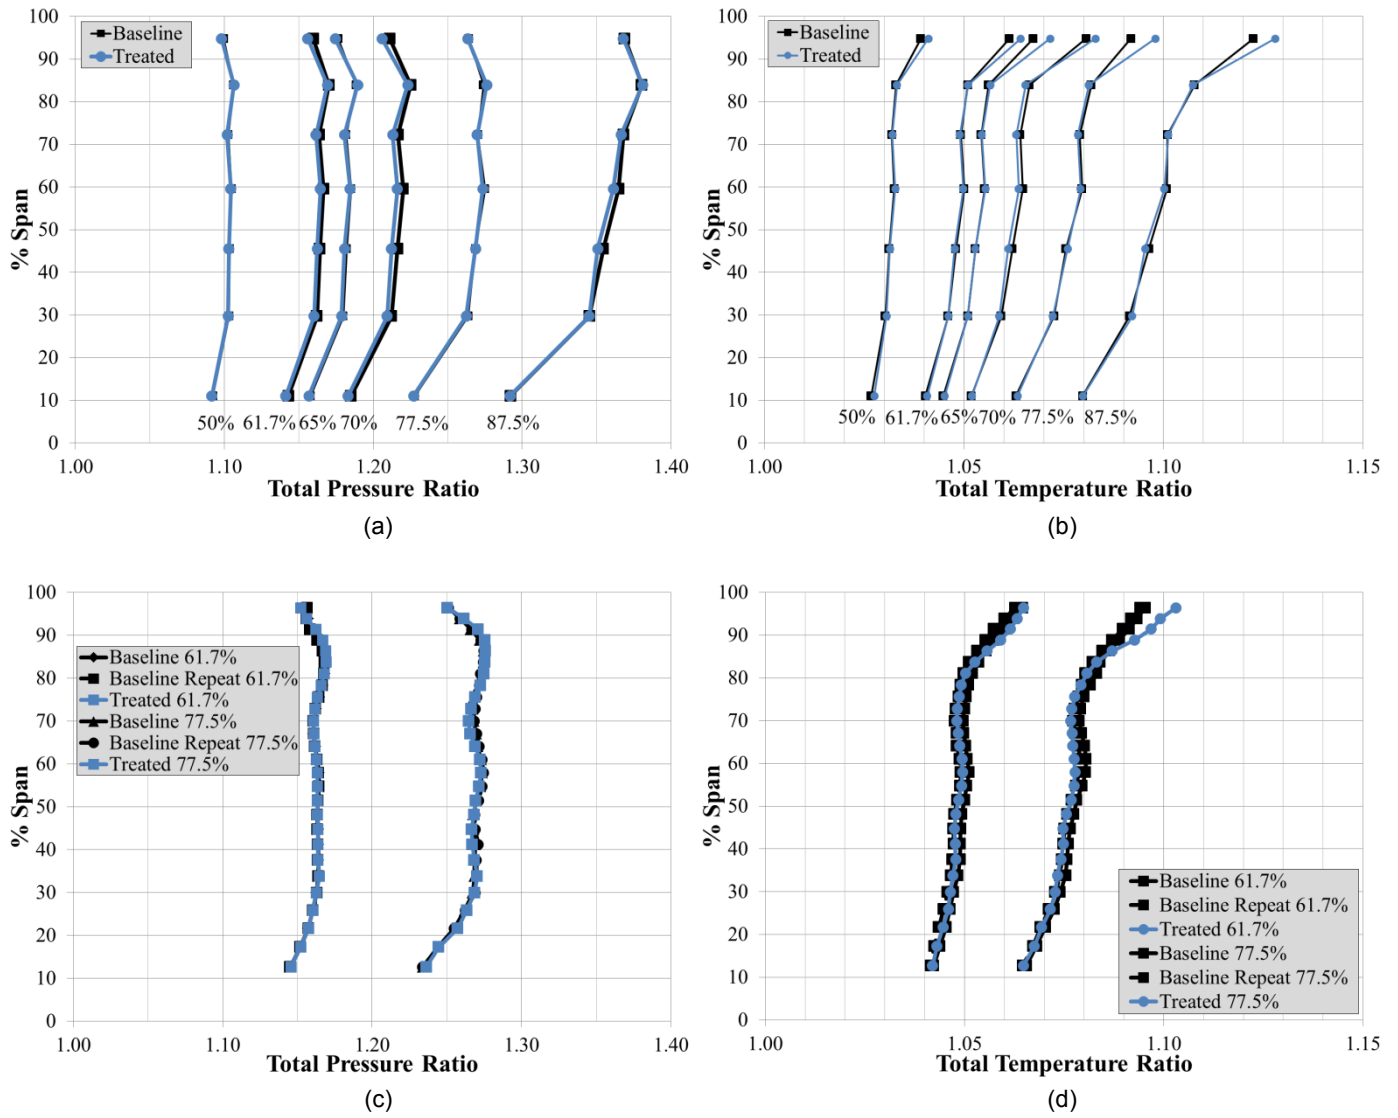 100
90
80
70
60
50
40
30
20
10
0
% Span
Baseline
Treated
50% 61.7% 65% 70% 77.5% 87.5%
1.00 1.10 1.20 1.30 1.40
Total Pressure Ratio
(a)
100
90
80
70
60
50
40
30
20
10
0
% Span
Baseline
Treated
50% 61.7% 65% 70% 77.5% 87.5%
1.00 1.05 1.10 1.15
Total Temperature Ratio
(b)
100
90
80
70
60
50
40
30
20
10
0
% Span
Baseline 61.7%
Baseline Repeat 61.7%
Treated 61.7%
Baseline 77.5%
Baseline Repeat 77.5%
Treated 77.5%
1.00 1.10 1.20 1.30 1.40
Total Pressure Ratio
(c)
100
90
80
70
60
50
40
30
20
10
0
% Span
Baseline 61.7%
Baseline Repeat 61.7%
Treated 61.7%
Baseline 77.5%
Baseline Repeat 77.5%
Treated 77.5%
1.00 1.05 1.10 1.15
Total Temperature Ratio
(d)